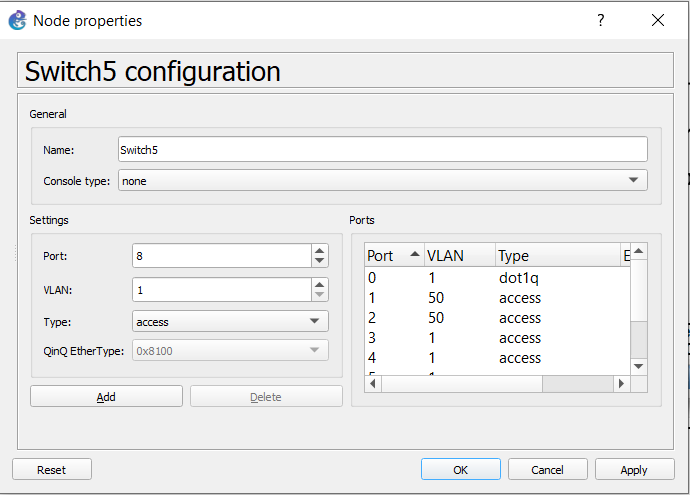 Node properties
?
Switch5 configuration
General
Name: Switch5
Console type: none
Settings
Port: 8
VLAN: 1
Type: access
QinQ EtherType: 0x8100
Add Delete
Ports
Port VLAN Type E
0 1 dot1q
1 50 access
2 50 access
3 1 access
4 1 access
Reset OK Cancel Apply